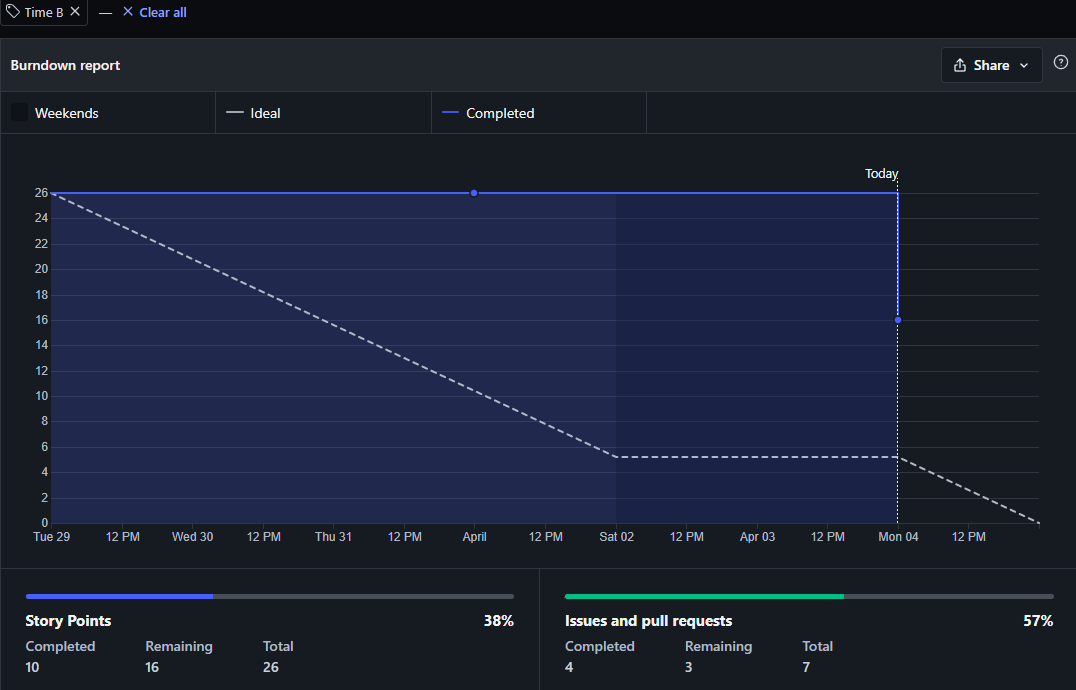 Time B × — × Clear all
Burndown report
Share
Weekends
Ideal
Completed
Today
26
24
22
20
18
16
14
12
10
8
6
4
2
0
Tue 29 12 PM Wed 30 12 PM Thu 31 12 PM April 12 PM Sat 02 12 PM Apr 03 12 PM Mon 04 12 PM
Story Points 38%
Completed Remaining Total
10 16 26
Issues and pull requests 57%
Completed Remaining Total
4 3 7